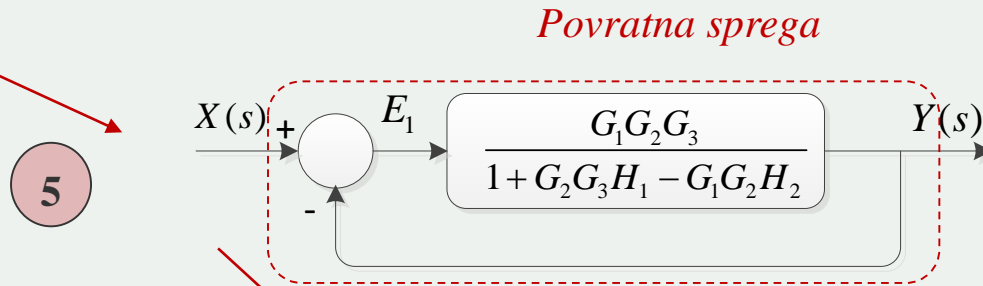 Povratna sprega
X(s) + E₁ G₁G₂G₃ Y(s)
1 + G₂G₃H₁ − G₁G₂H₂
5
-